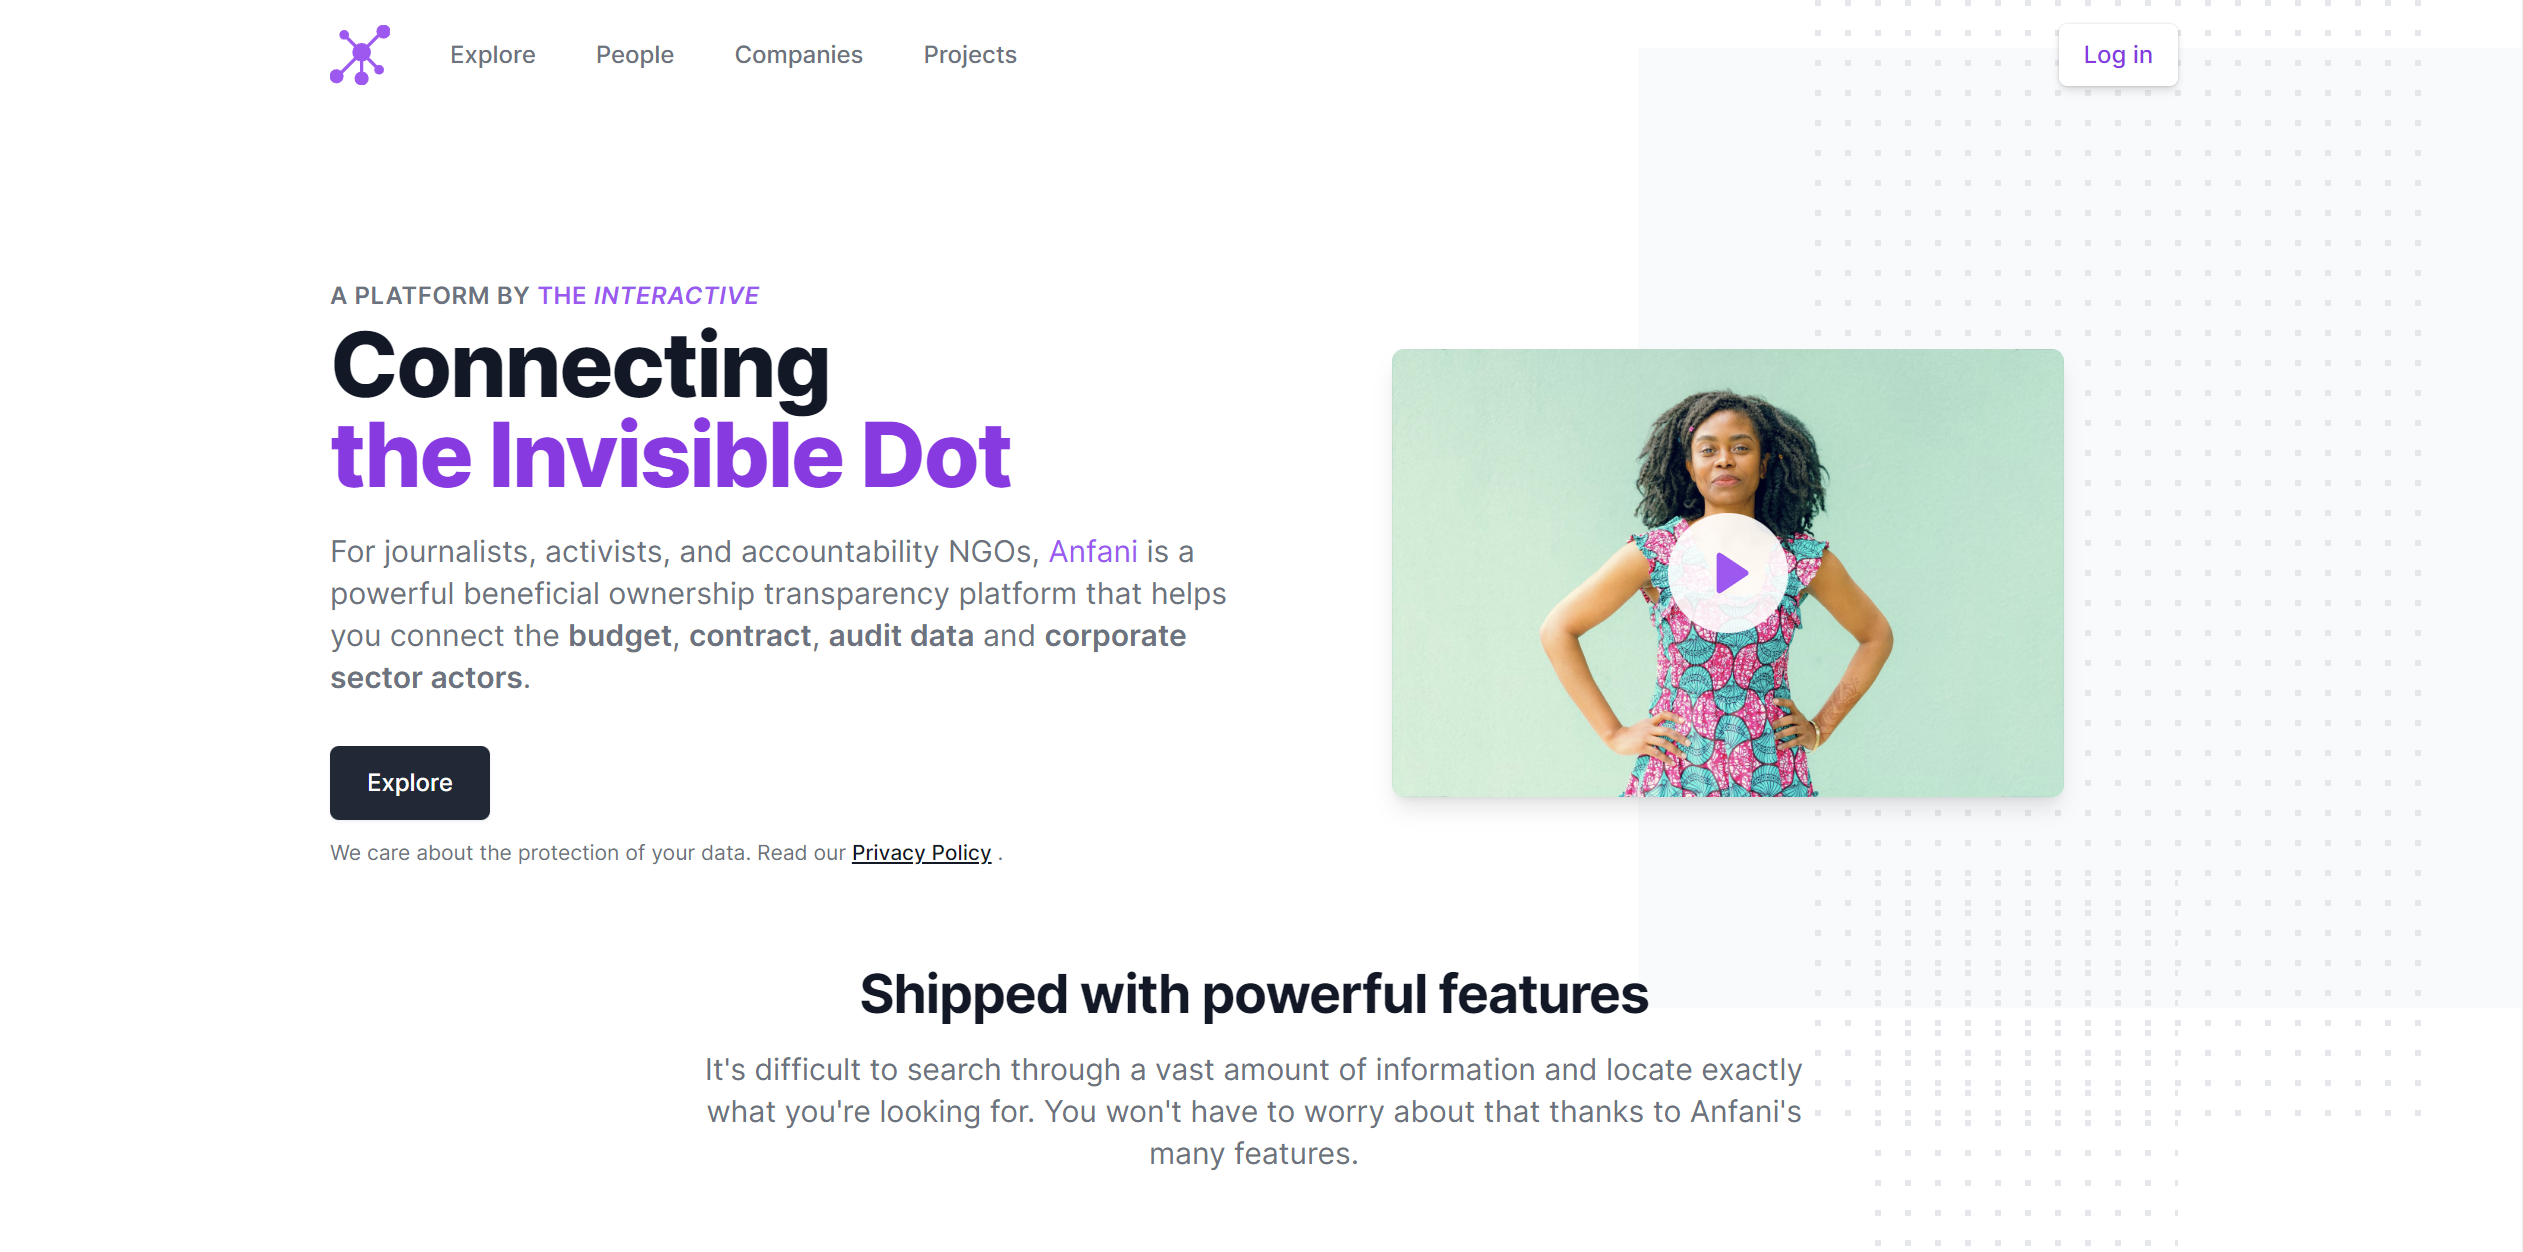 Explore People Companies Projects Log in
A PLATFORM BY THE INTERACTIVE
Connecting
the Invisible Dot
For journalists, activists, and accountability NGOs, Anfani is a
powerful beneficial ownership transparency platform that helps
you connect the budget, contract, audit data and corporate
sector actors.
Explore
We care about the protection of your data. Read our Privacy Policy .
Shipped with powerful features
It's difficult to search through a vast amount of information and locate exactly
what you're looking for. You won't have to worry about that thanks to Anfani's
many features.